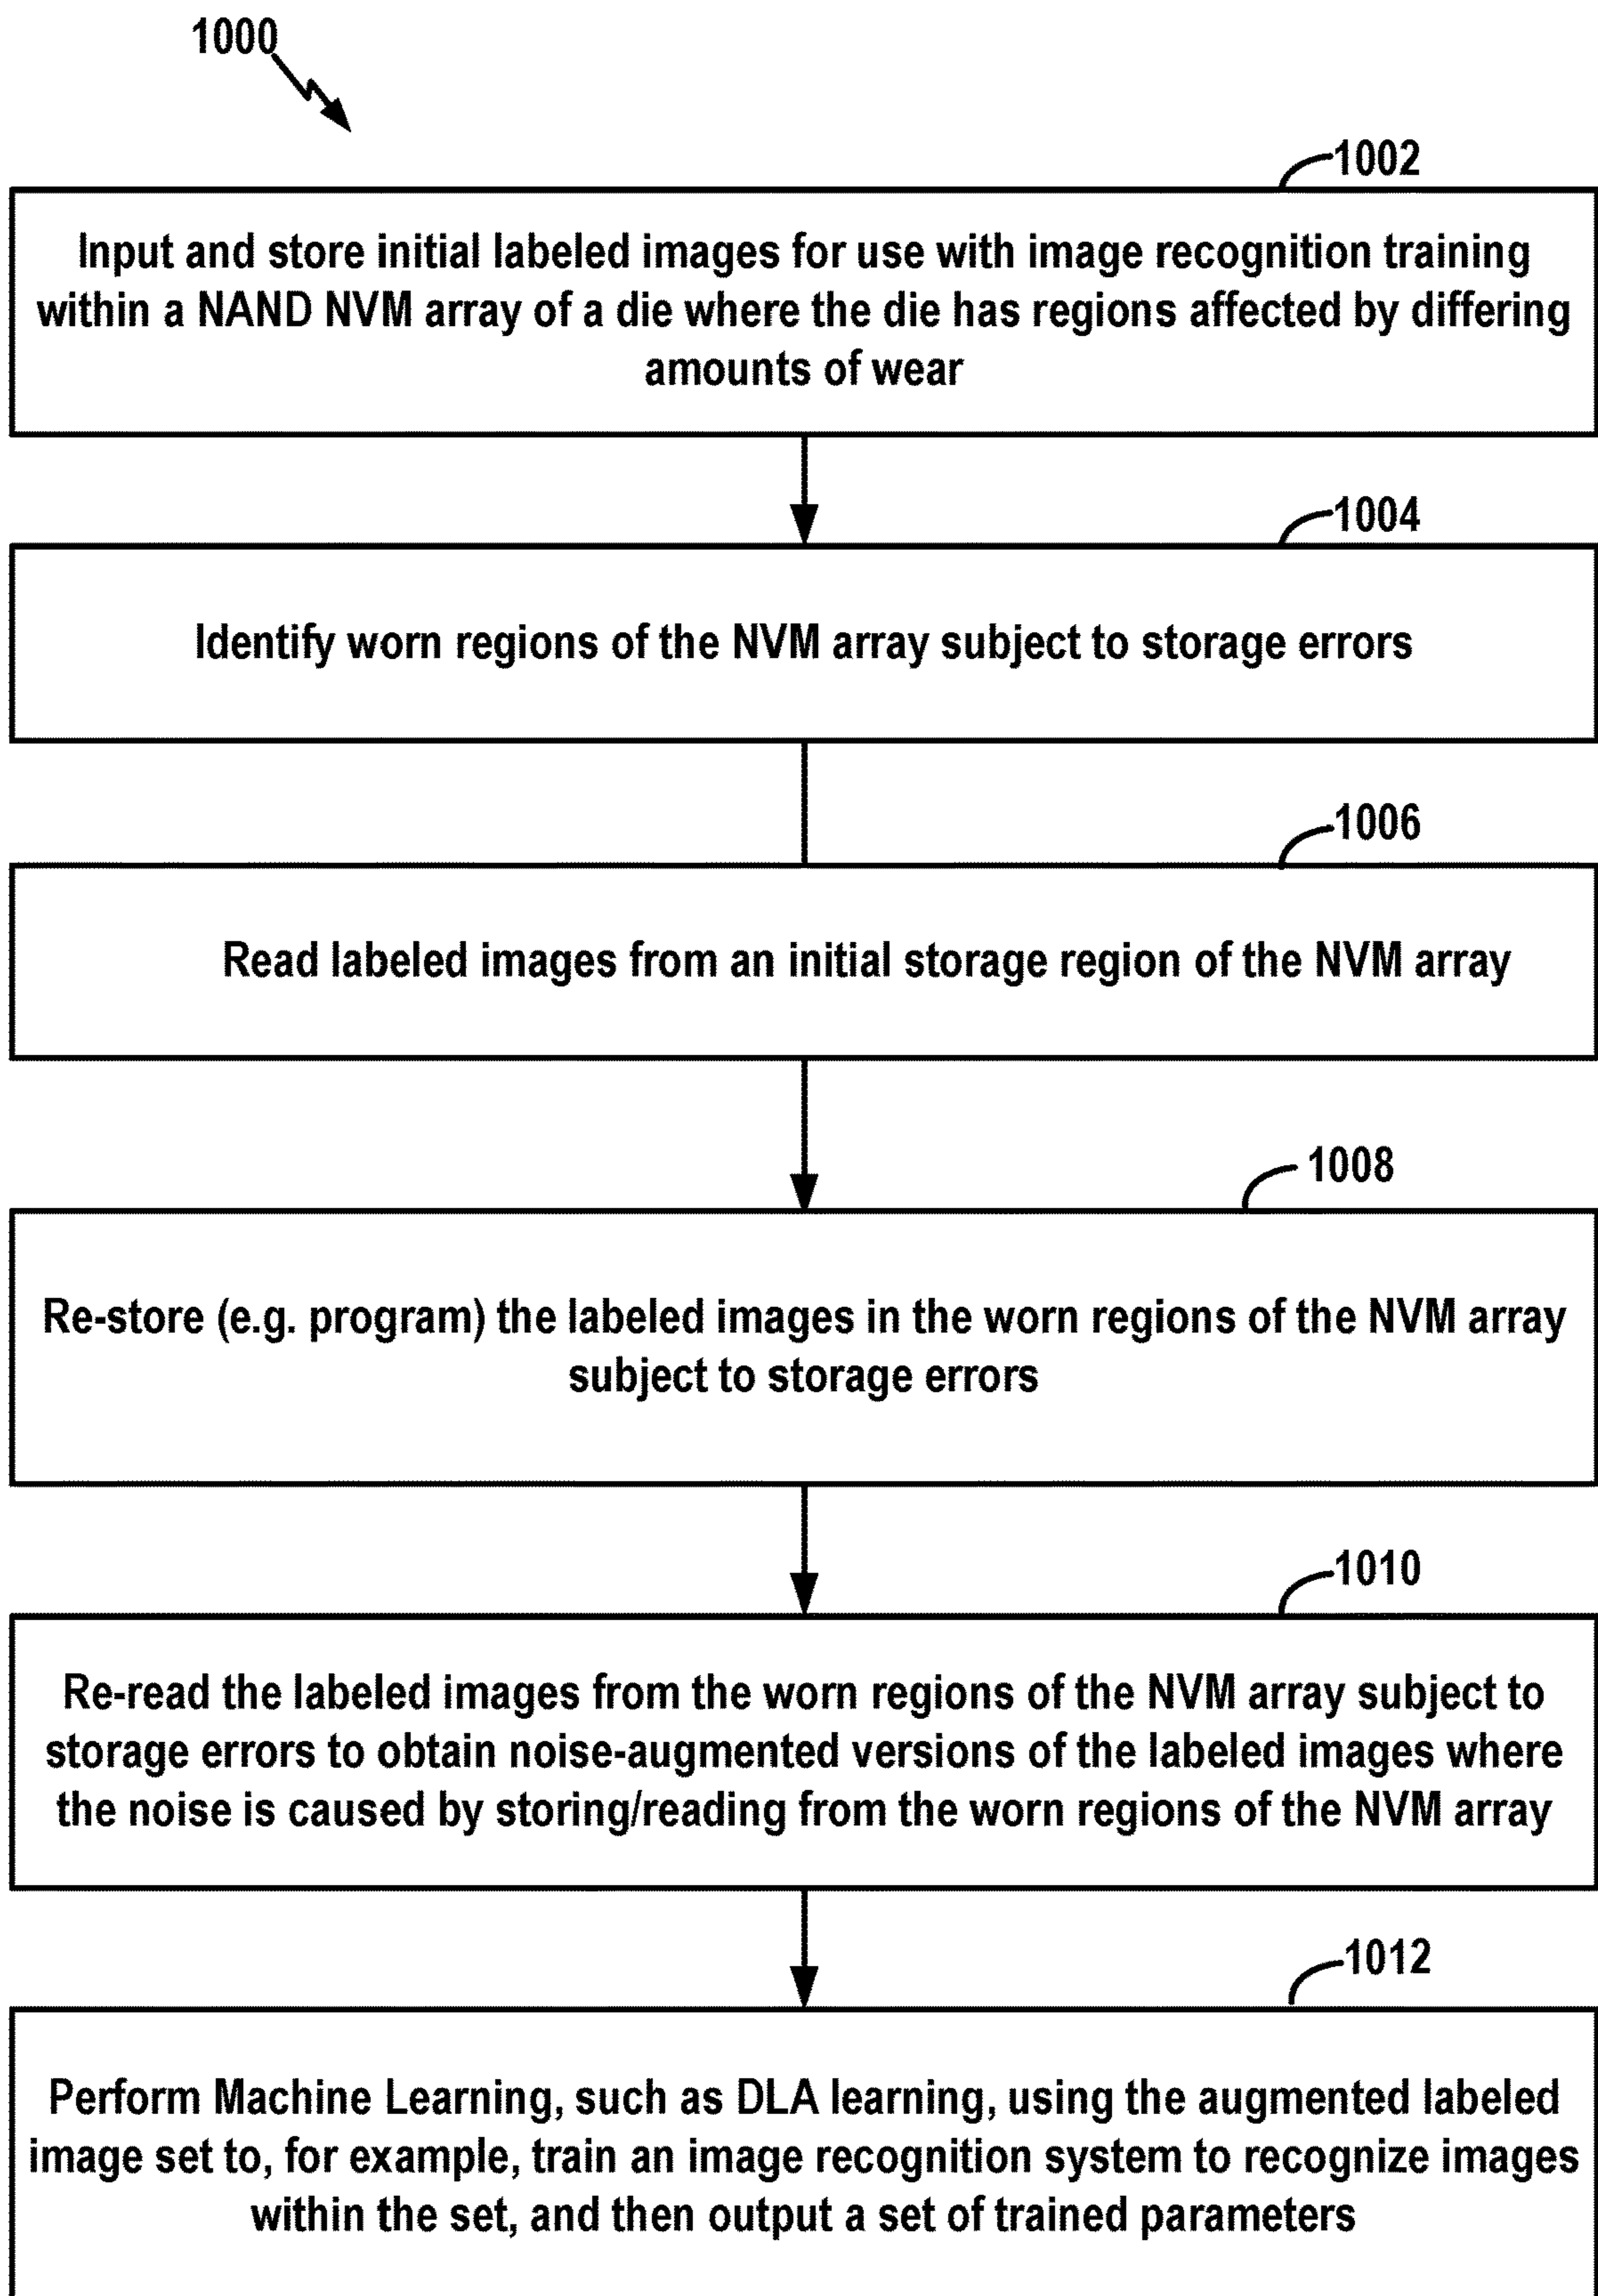 1000
1002
Input and store initial labeled images for use with image recognition training
within a NAND NVM array of a die where the die has regions affected by differing
amounts of wear
1004
Identify worn regions of the NVM array subject to storage errors
1006
Read labeled images from an initial storage region of the NVM array
1008
Re-store (e.g. program) the labeled images in the worn regions of the NVM array
subject to storage errors
1010
Re-read the labeled images from the worn regions of the NVM array subject to
storage errors to obtain noise-augmented versions of the labeled images where
the noise is caused by storing/reading from the worn regions of the NVM array
1012
Perform Machine Learning, such as DLA learning, using the augmented labeled
image set to, for example, train an image recognition system to recognize images
within the set, and then output a set of trained parameters